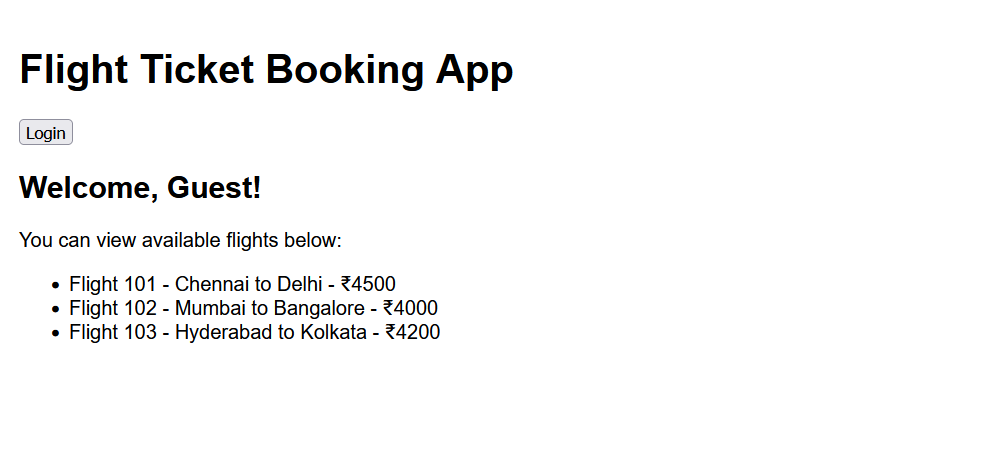 Flight Ticket Booking App
Login
Welcome, Guest!
You can view available flights below:
• Flight 101 - Chennai to Delhi - ₹4500
• Flight 102 - Mumbai to Bangalore - ₹4000
• Flight 103 - Hyderabad to Kolkata - ₹4200